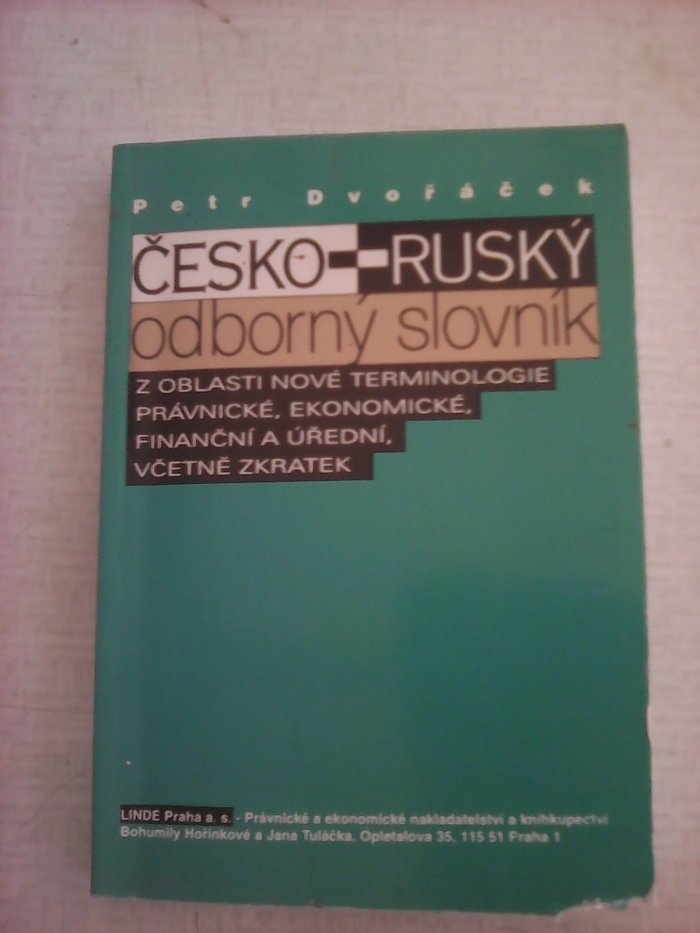 Petr Dvořáček
ČESKO-RUSKÝ
odborný slovník
Z OBLASTI NOVÉ TERMINOLOGIE
PRÁVNICKÉ, EKONOMICKÉ,
FINANČNÍ A ÚŘEDNÍ,
VČETNĚ ZKRATEK
LINDE Praha a. s. - Právnické a ekonomické nakladatelství a knihkupectví
Bohumily Hořínkové a Jana Tuláčka, Opletalova 35, 115 51 Praha 1